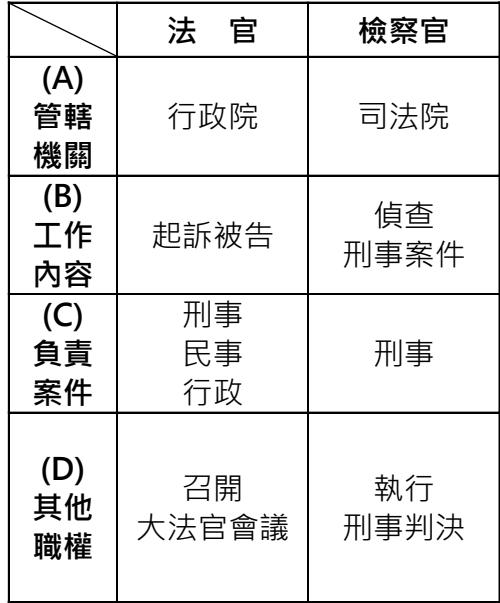 法　官
檢察官
(A)
管轄
機關
行政院
司法院
(B)
工作
內容
起訴被告
偵查
刑事案件
(C)
負責
案件
刑事
民事
行政
刑事
(D)
其他
職權
召開
大法官會議
執行
刑事判決